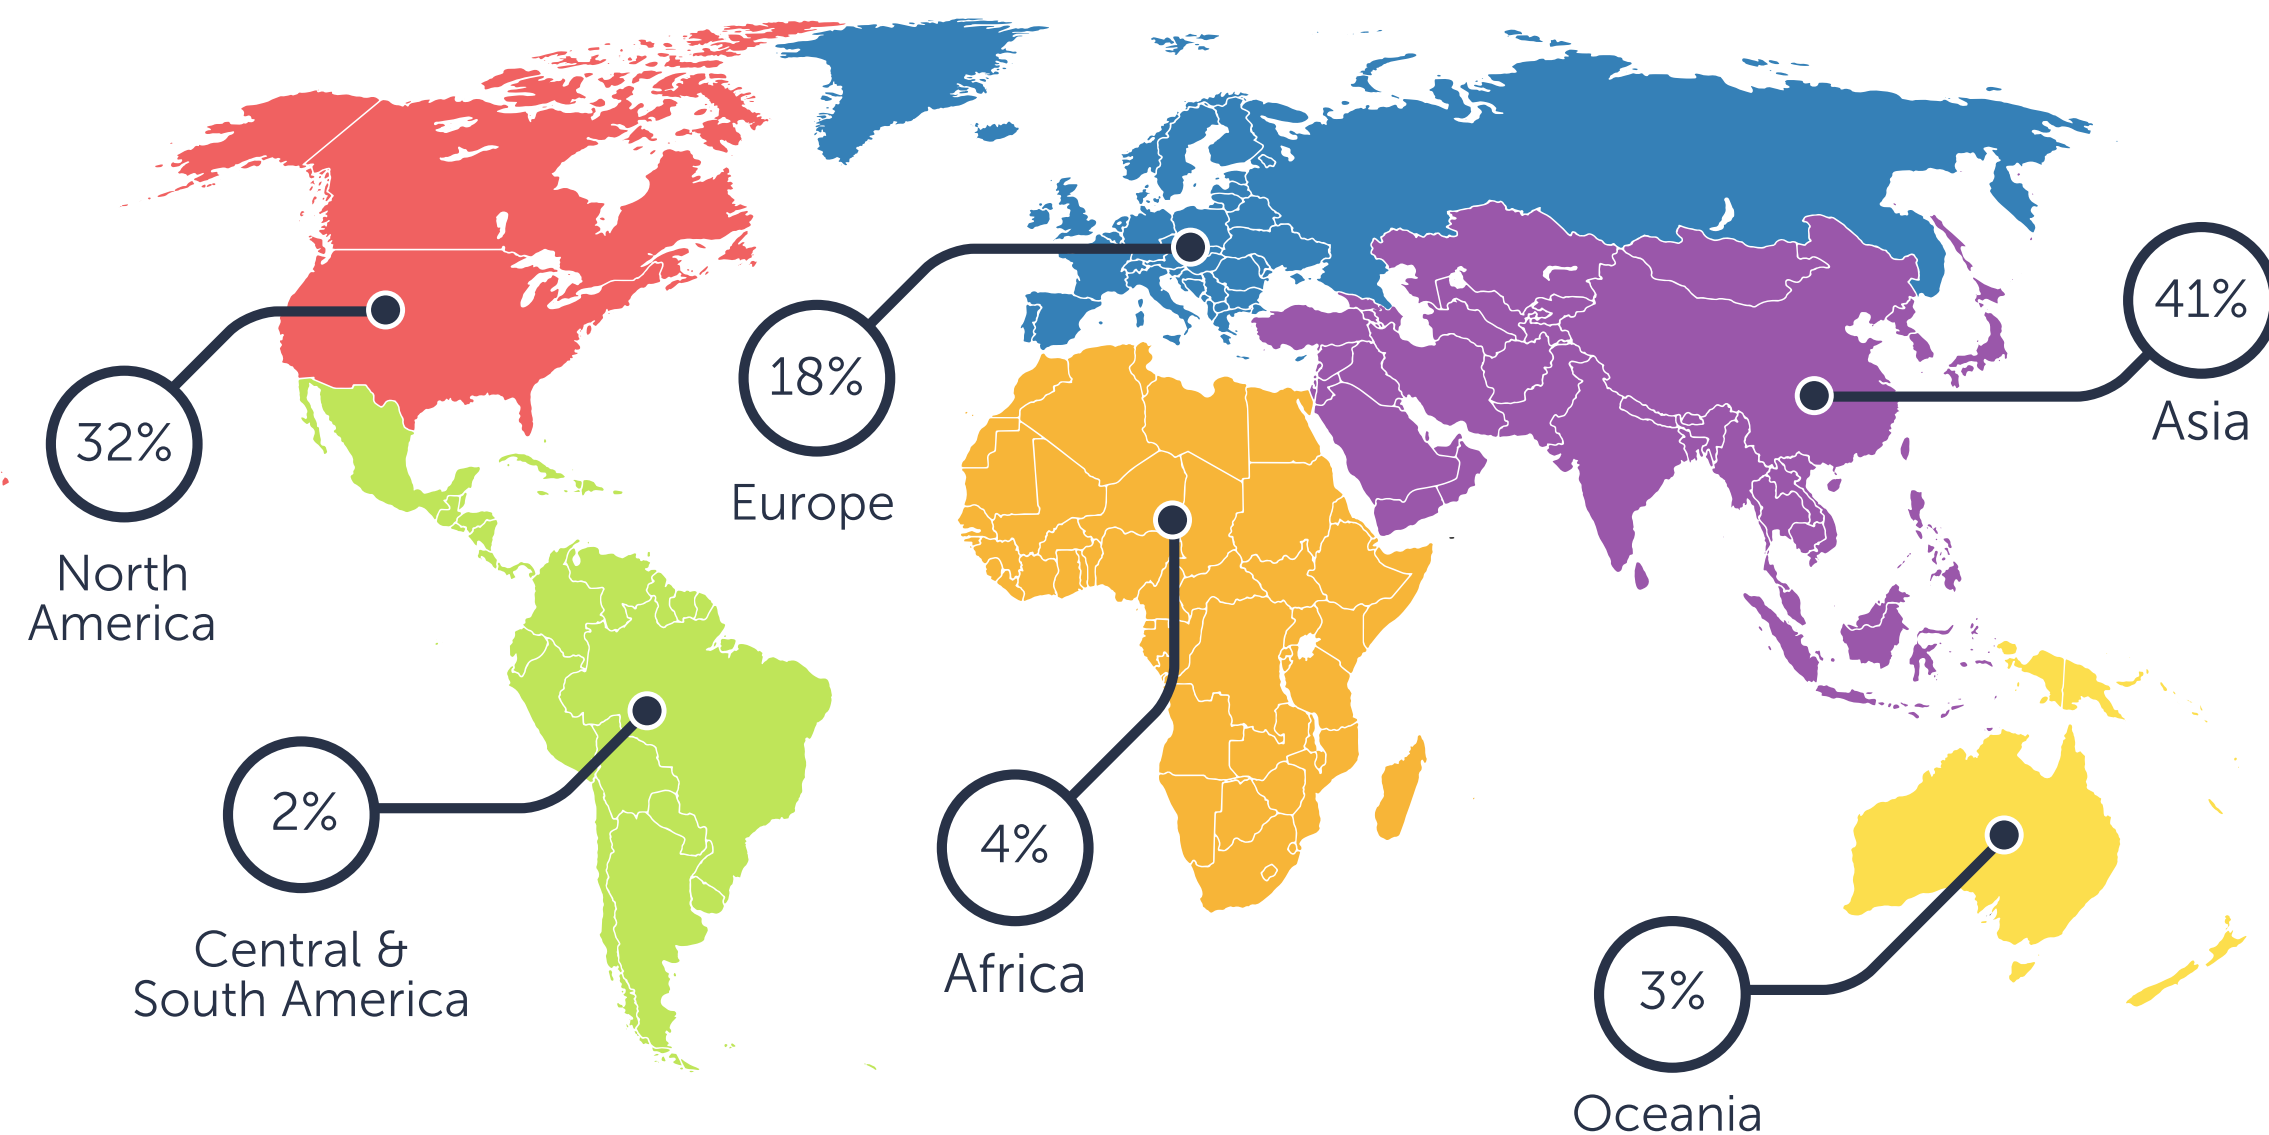 32%
North
America
18%
Europe
41%
Asia
2%
Central &
South America
4%
Africa
3%
Oceania